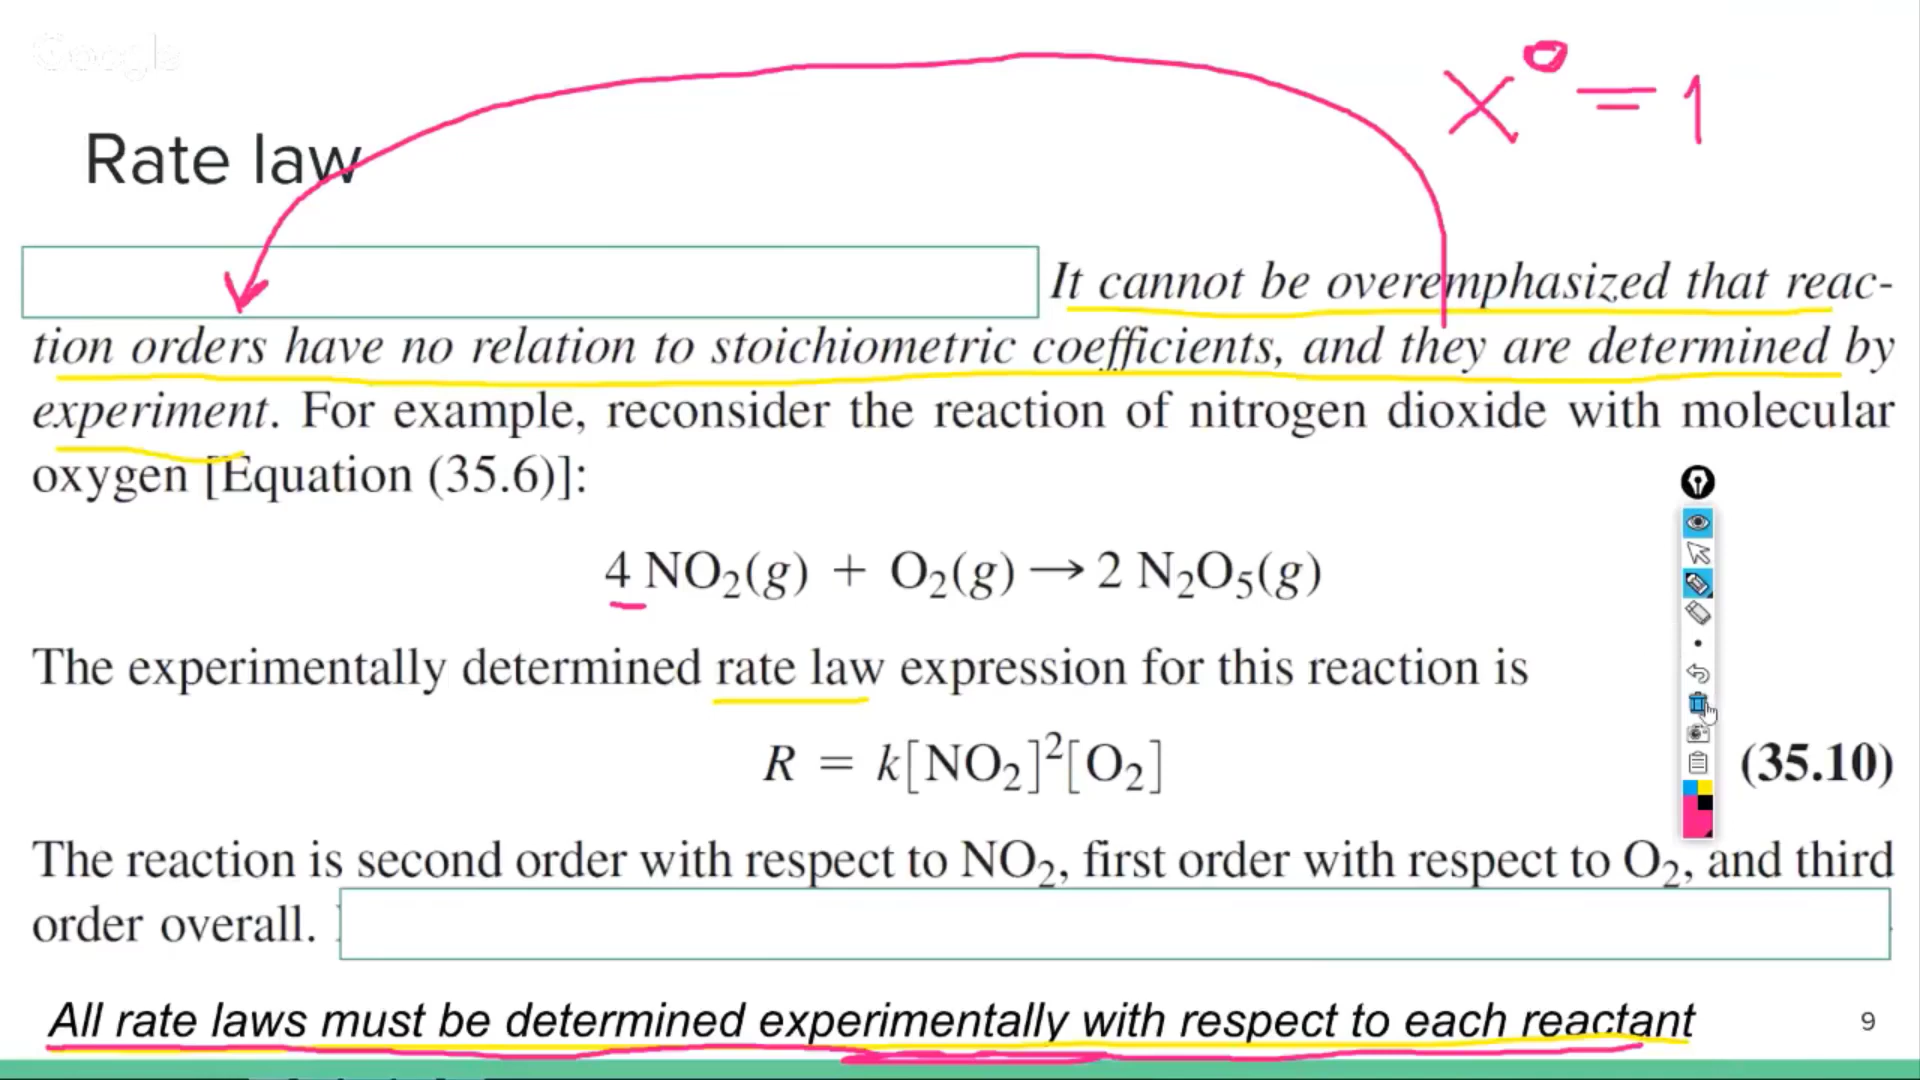 Google
x⁰ = 1
Rate law
It cannot be overemphasized that reac-
tion orders have no relation to stoichiometric coefficients, and they are determined by
experiment. For example, reconsider the reaction of nitrogen dioxide with molecular
oxygen [Equation (35.6)]:
4 NO₂(g) + O₂(g) → 2 N₂O₅(g)
The experimentally determined rate law expression for this reaction is
R = k[NO₂]²[O₂] (35.10)
The reaction is second order with respect to NO₂, first order with respect to O₂, and third
order overall.
All rate laws must be determined experimentally with respect to each reactant
9